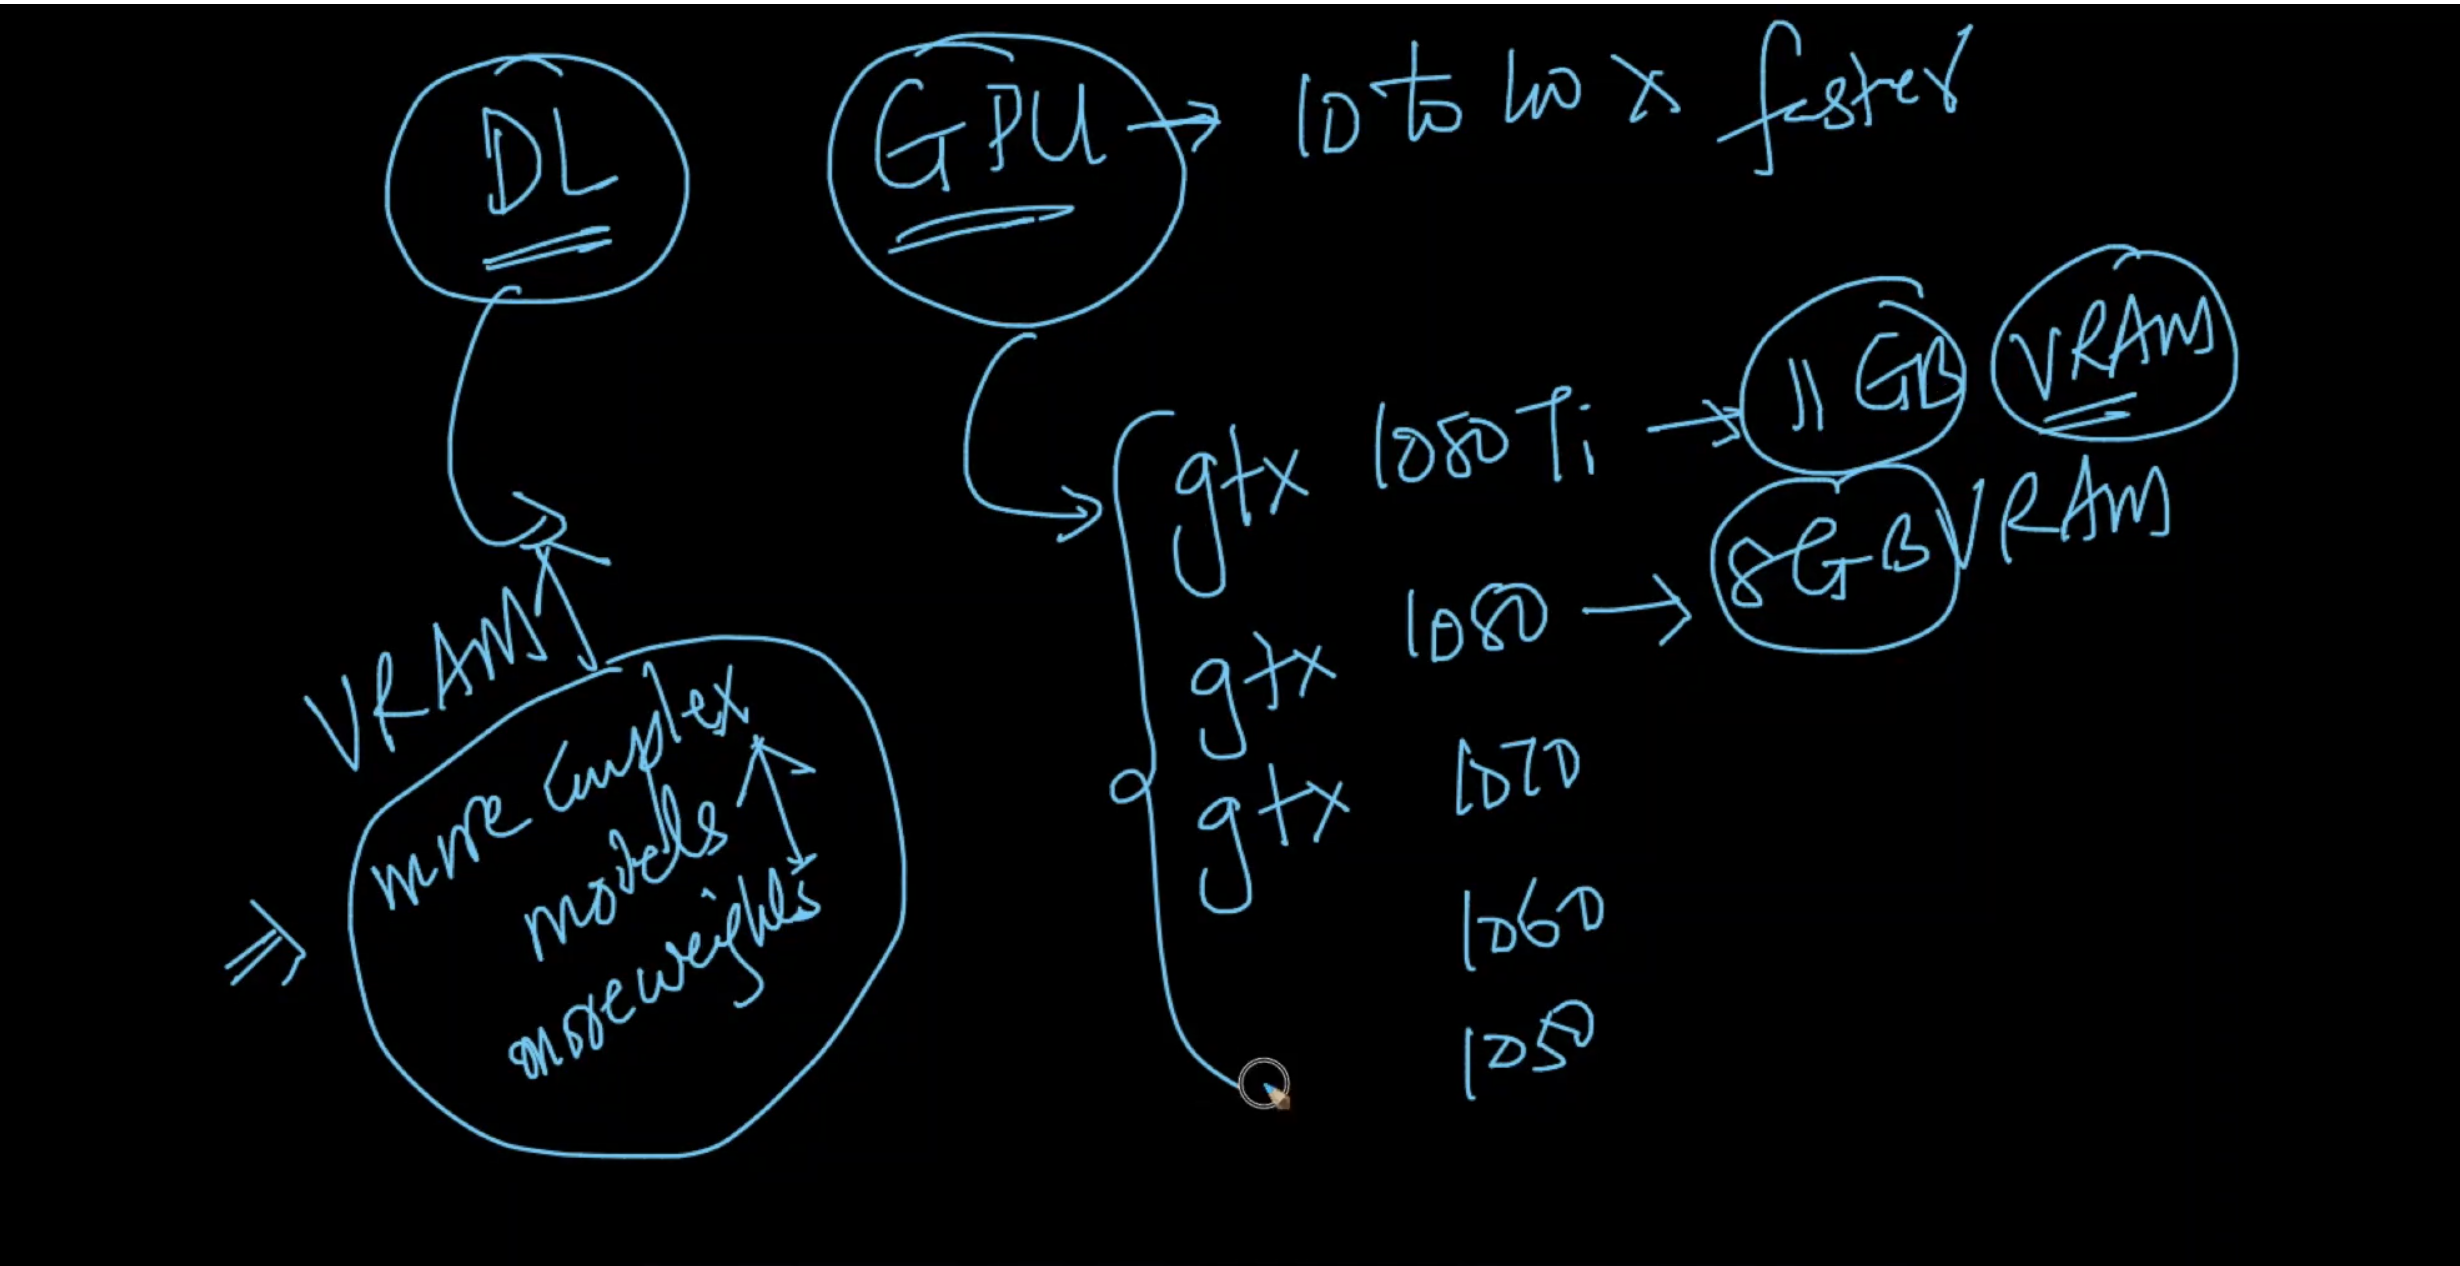 DL
GPU → 10 to 100 x faster
gtx 1080 Ti → 11 GB VRAM
gtx 1080 → 8GB VRAM
gtx 1070
1060
1050
VRAM
more complex
models
more weights